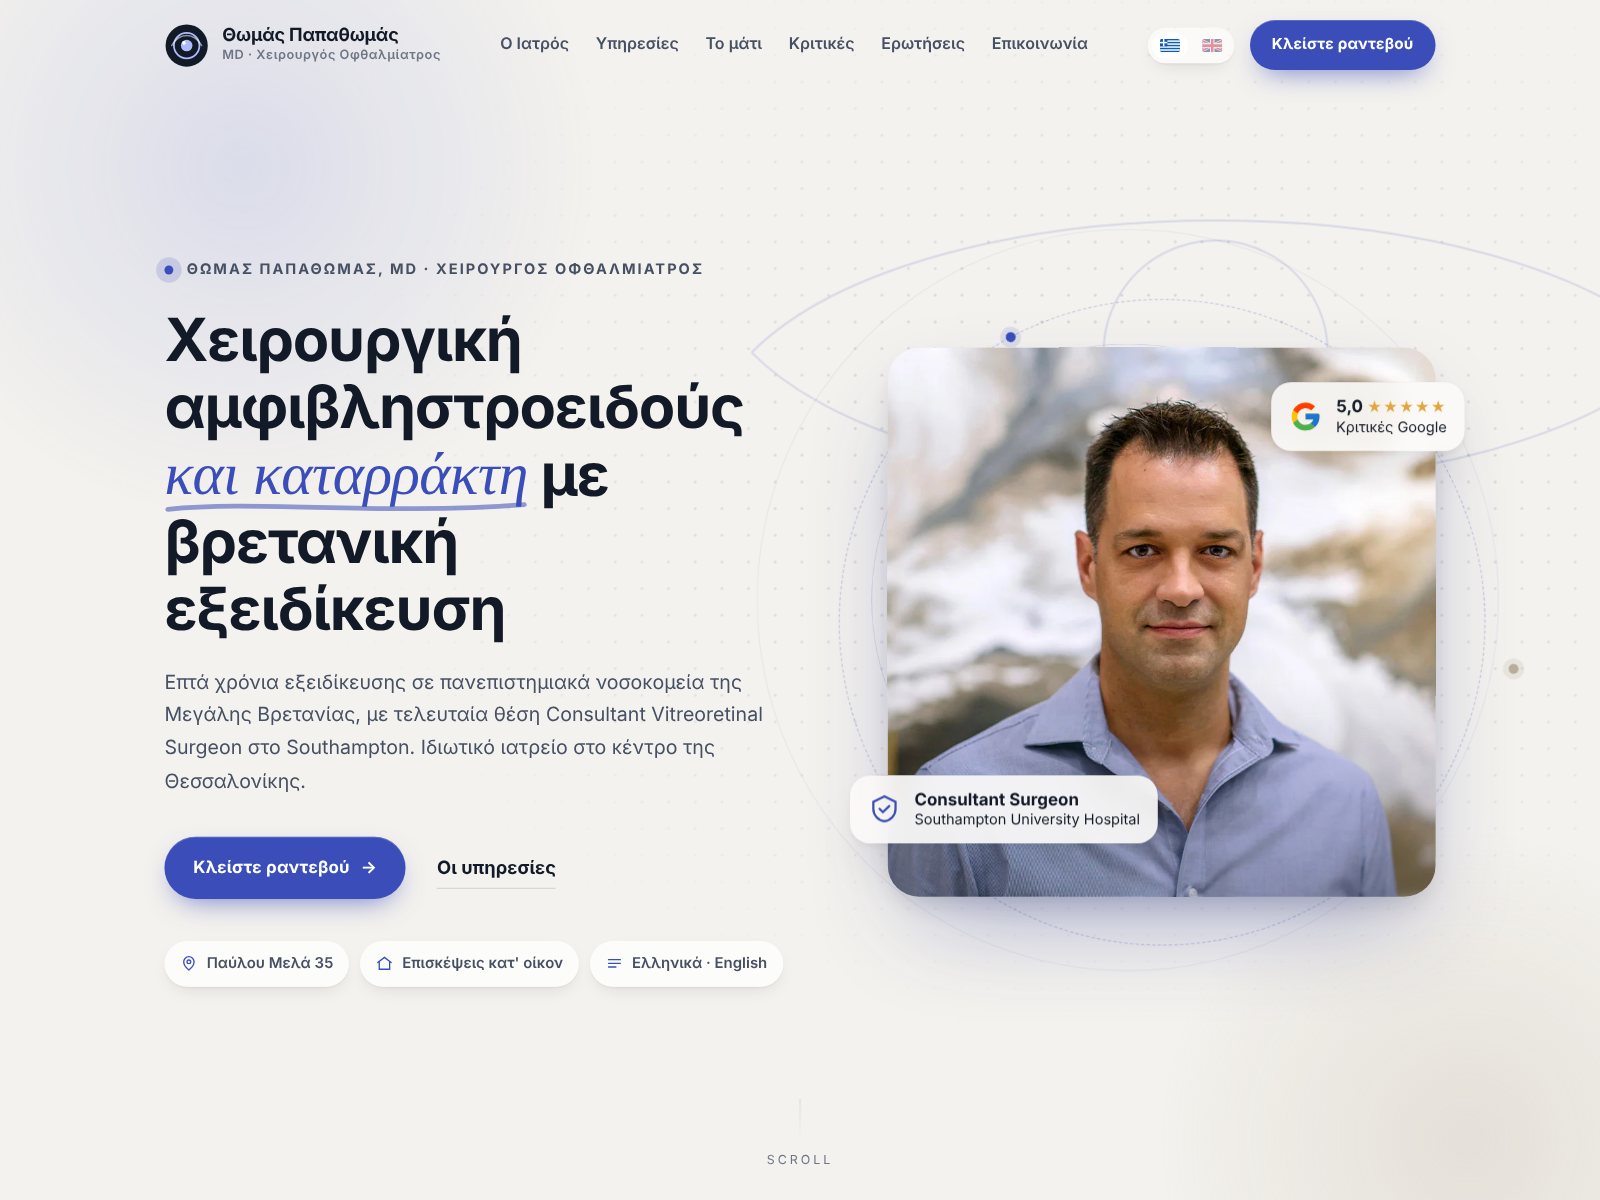 Θωμάς Παπαθωμάς
MD · Χειρουργός Οφθαλμίατρος
Ο Ιατρός
Υπηρεσίες
Το μάτι
Κριτικές
Ερωτήσεις
Επικοινωνία
Κλείστε ραντεβού
ΘΩΜΑΣ ΠΑΠΑΘΩΜΑΣ, MD · ΧΕΙΡΟΥΡΓΟΣ ΟΦΘΑΛΜΙΑΤΡΟΣ
Χειρουργική
αμφιβληστροειδούς
και καταρράκτη με
βρετανική
εξειδίκευση
Επτά χρόνια εξειδίκευσης σε πανεπιστημιακά νοσοκομεία της
Μεγάλης Βρετανίας, με τελευταία θέση Consultant Vitreoretinal
Surgeon στο Southampton. Ιδιωτικό ιατρείο στο κέντρο της
Θεσσαλονίκης.
Κλείστε ραντεβού →
Οι υπηρεσίες
Παύλου Μελά 35
Επισκέψεις κατ' οίκον
Ελληνικά · English
5,0 ★★★★★
Κριτικές Google
Consultant Surgeon
Southampton University Hospital
SCROLL